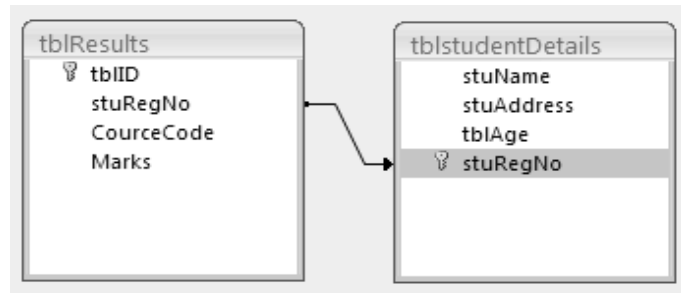 tblResults
tblID
stuRegNo
CourceCode
Marks
tblstudentDetails
stuName
stuAddress
tblAge
stuRegNo